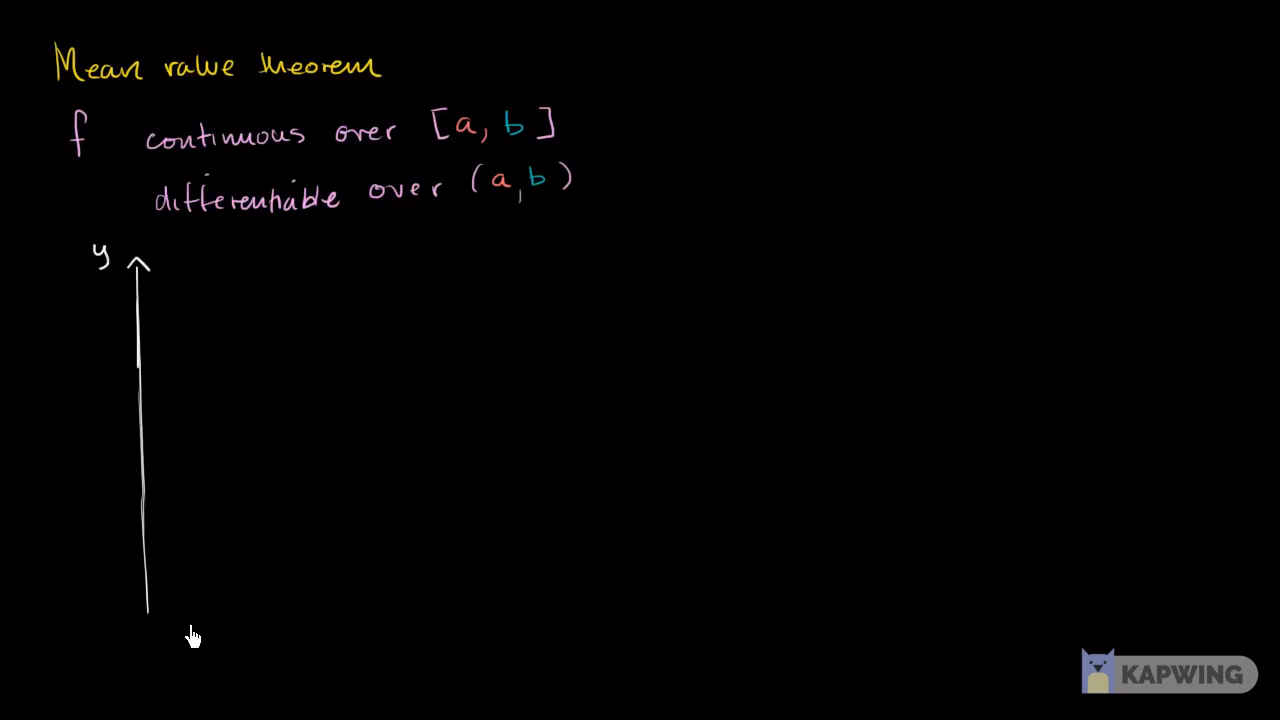 Mean value theorem
f continuous over [a, b]
differentiable over (a, b)
y
KAPWING